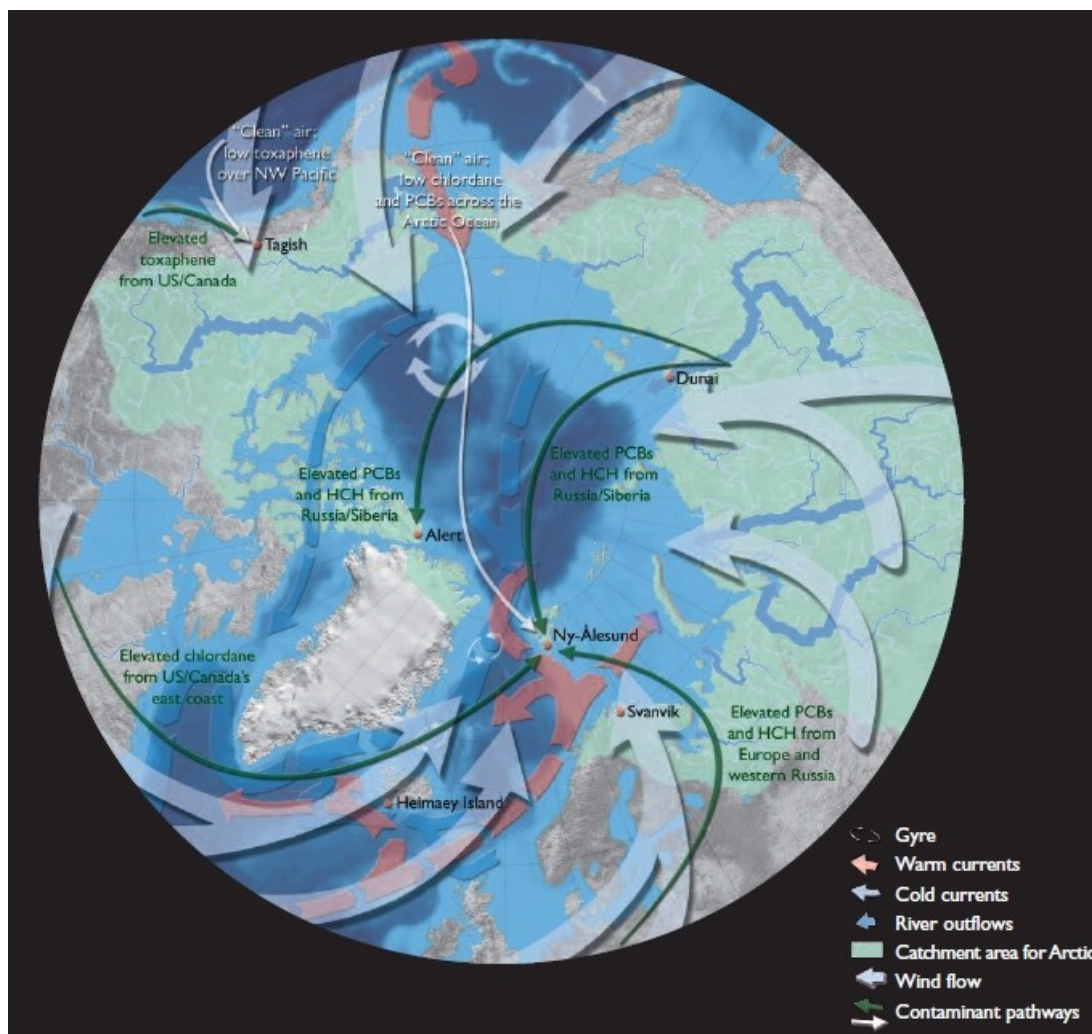 "Clean" air;
low toxaphene
over NW Pacific
"Clean" air;
low chlordane
and PCBs across the
Arctic Ocean
Elevated
toxaphene
from US/Canada
Tagish
Dunai
Elevated PCBs
and HCH from
Russia/Siberia
Elevated PCBs
and HCH from
Russia/Siberia
Alert
Ny-Ålesund
Elevated chlordane
from US/Canada's
east coast
Svanvik
Elevated PCBs
and HCH from
Europe and
western Russia
Heimaey Island
Gyre
Warm currents
Cold currents
River outflows
Catchment area for Arctic
Wind flow
Contaminant pathways